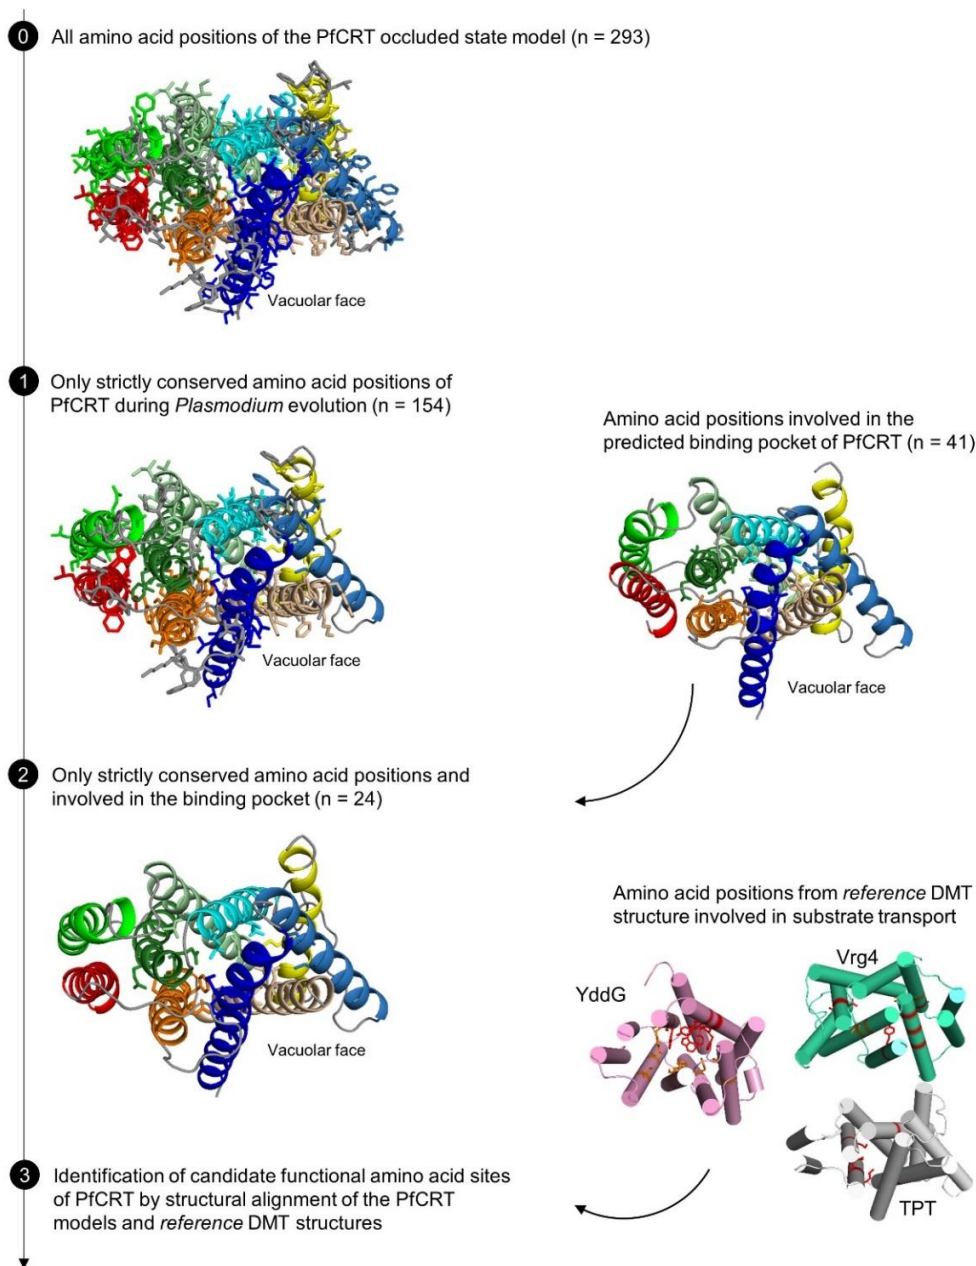 0
All amino acid positions of the PfCRT occluded state model (n = 293)
Vacuolar face
1
Only strictly conserved amino acid positions of
PfCRT during Plasmodium evolution (n = 154)
Vacuolar face
Amino acid positions involved in the
predicted binding pocket of PfCRT (n = 41)
Vacuolar face
2
Only strictly conserved amino acid positions and
involved in the binding pocket (n = 24)
Vacuolar face
Amino acid positions from reference DMT
structure involved in substrate transport
YddG
Vrg4
TPT
3
Identification of candidate functional amino acid sites
of PfCRT by structural alignment of the PfCRT
models and reference DMT structures